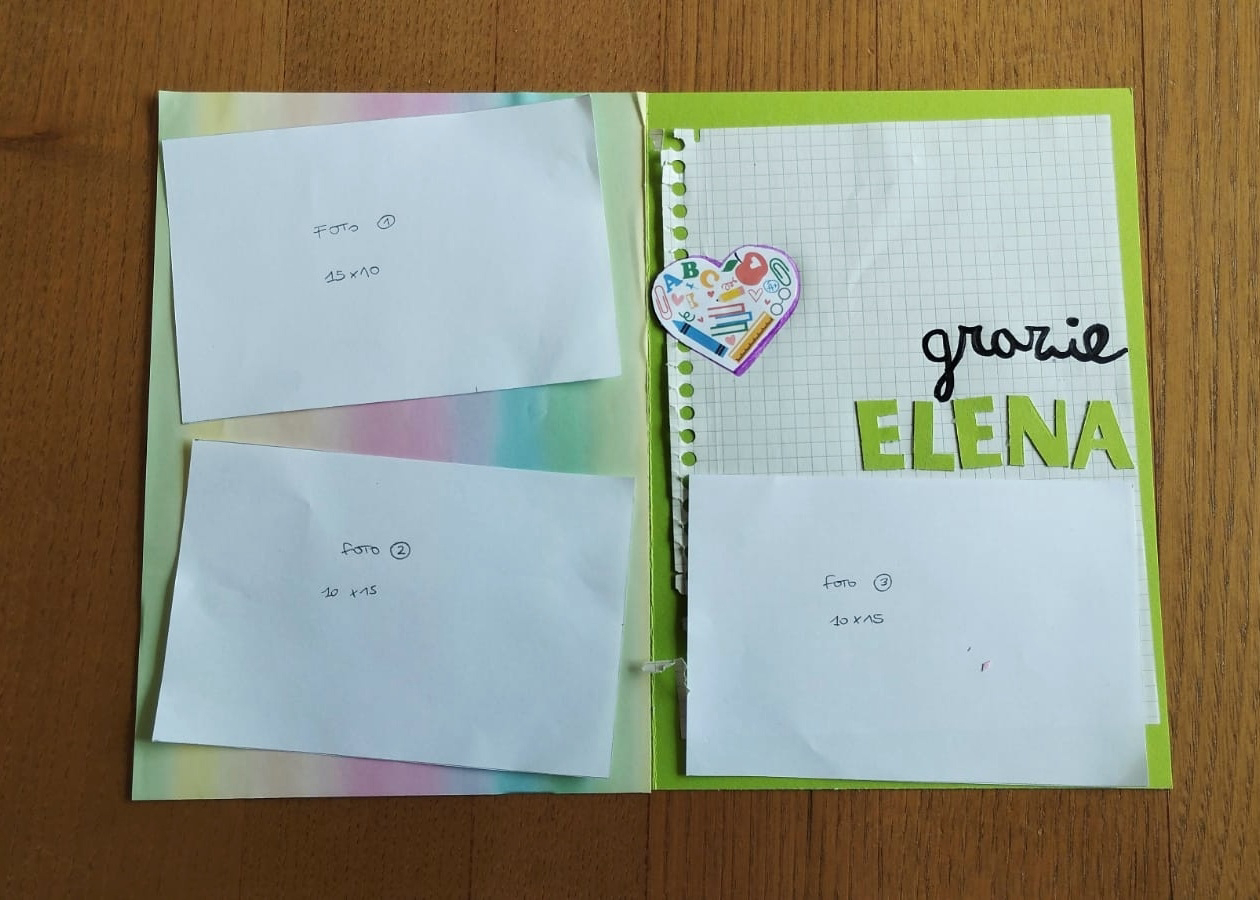 FOTO 1
15x10
foto 2
10 x15
A B C
A+
grazie
ELENA
foto 3
10x15